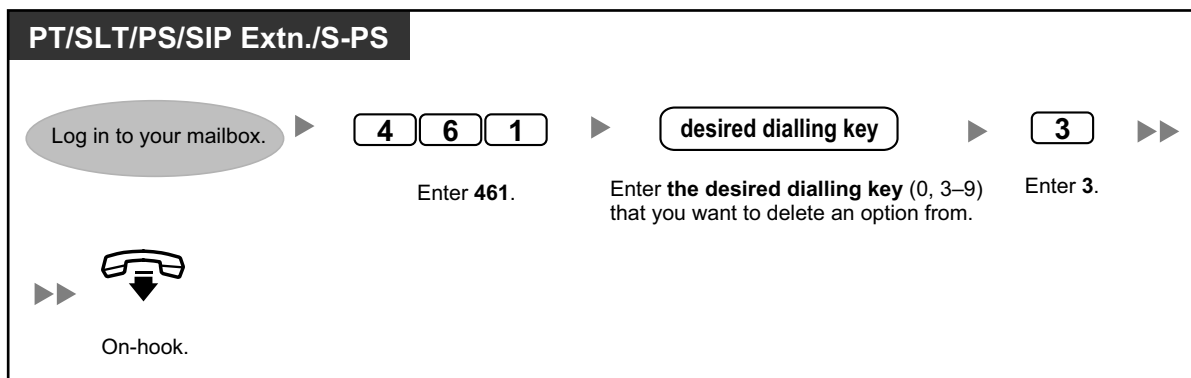 PT/SLT/PS/SIP Extn./S-PS
Log in to your mailbox.
4 6 1
desired dialling key
3
Enter 461.
Enter the desired dialling key (0, 3–9)
that you want to delete an option from.
Enter 3.
On-hook.